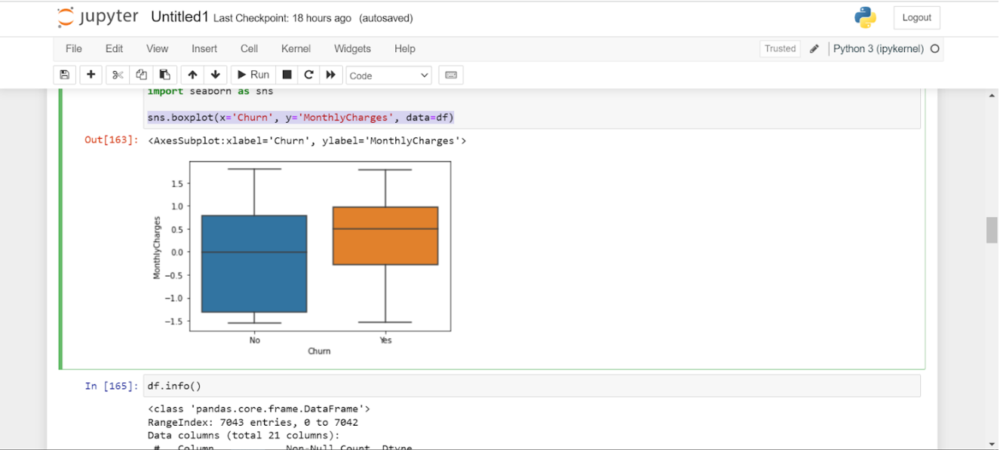 jupyter Untitled1 Last Checkpoint: 18 hours ago (autosaved)
Logout
File Edit View Insert Cell Kernel Widgets Help
Trusted Python 3 (ipykernel)
Run Code
import seaborn as sns
sns.boxplot(x='Churn', y='MonthlyCharges', data=df)
Out[163]: <AxesSubplot:xlabel='Churn', ylabel='MonthlyCharges'>
1.5
1.0
0.5
0.0
−0.5
−1.0
−1.5
MonthlyCharges
No Yes
Churn
In [165]: df.info()
<class 'pandas.core.frame.DataFrame'>
RangeIndex: 7043 entries, 0 to 7042
Data columns (total 21 columns):
# Column Non-Null Count Dtype